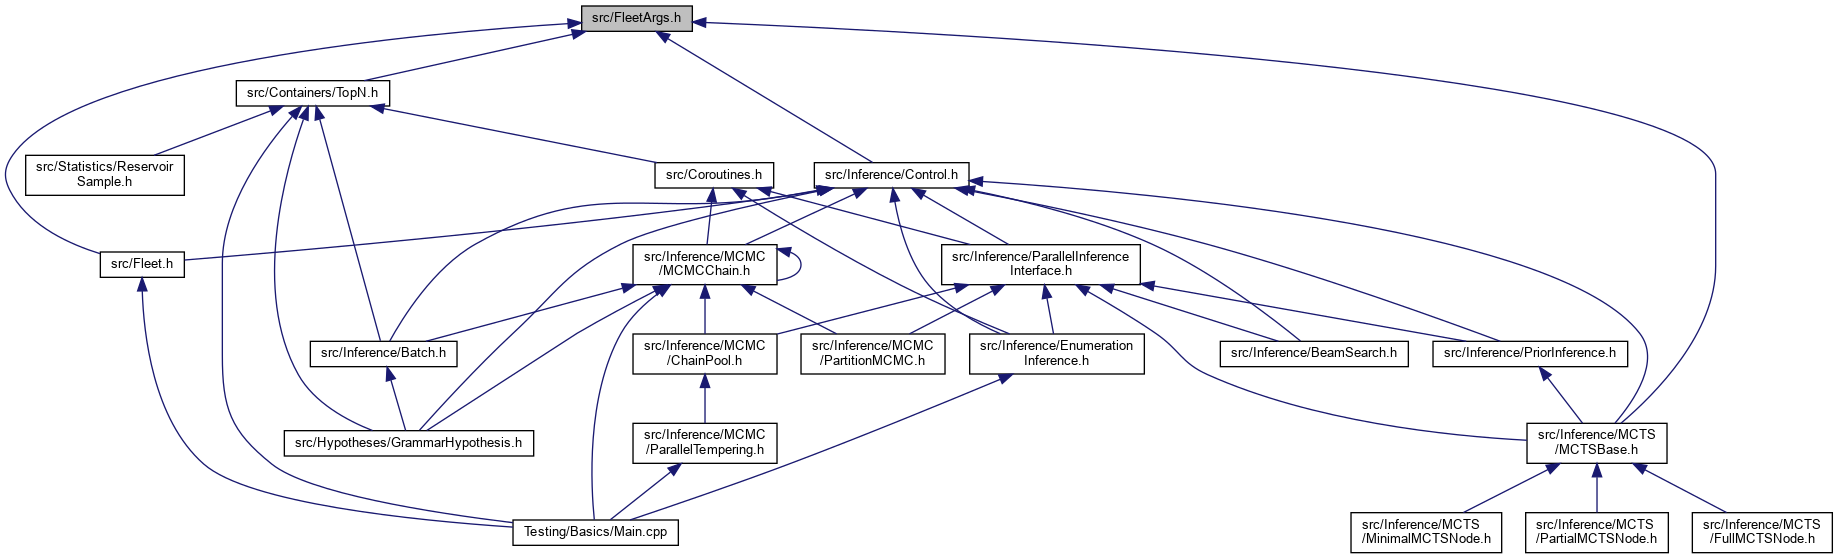 src/FleetArgs.h
src/Containers/TopN.h
src/Statistics/Reservoir
Sample.h
src/Coroutines.h
src/Inference/Control.h
src/Fleet.h
src/Inference/MCMC
/MCMCChain.h
src/Inference/ParallelInference
Interface.h
src/Inference/Batch.h
src/Inference/MCMC
/ChainPool.h
src/Inference/MCMC
/PartitionMCMC.h
src/Inference/Enumeration
Inference.h
src/Inference/BeamSearch.h
src/Inference/PriorInference.h
src/Hypotheses/GrammarHypothesis.h
src/Inference/MCMC
/ParallelTempering.h
src/Inference/MCTS
/MCTSBase.h
Testing/Basics/Main.cpp
src/Inference/MCTS
/MinimalMCTSNode.h
src/Inference/MCTS
/PartialMCTSNode.h
src/Inference/MCTS
/FullMCTSNode.h